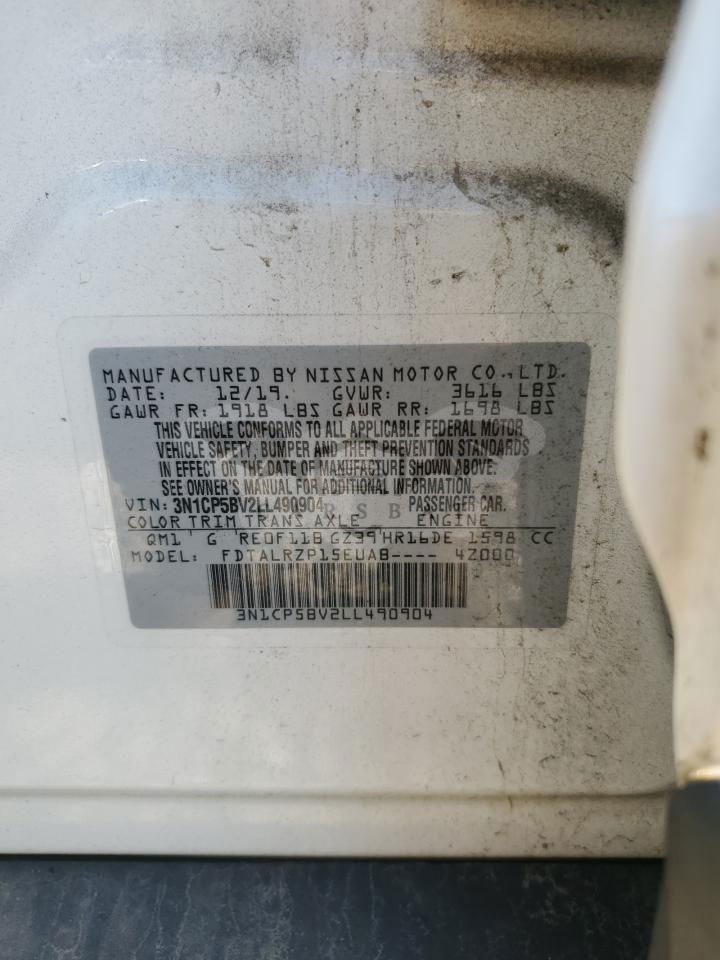 MANUFACTURED BY NISSAN MOTOR CO., LTD.
DATE: 12/19. GVWR: 3616 LBS
GAWR FR: 1918 LBS GAWR RR: 1698 LBS
THIS VEHICLE CONFORMS TO ALL APPLICABLE FEDERAL MOTOR
VEHICLE SAFETY, BUMPER AND THEFT PREVENTION STANDARDS
IN EFFECT ON THE DATE OF MANUFACTURE SHOWN ABOVE.
SEE OWNER'S MANUAL FOR ADDITIONAL INFORMATION.
VIN: 3N1CP5BV2LL490904 PASSENGER CAR.
COLOR TRIM TRANS. AXLE ENGINE
QM1 G RE0F11B GZ39 HR16DE 1598 CC
MODEL: FDTALRZP15EUAB---- 4Z000
3N1CP5BV2LL490904